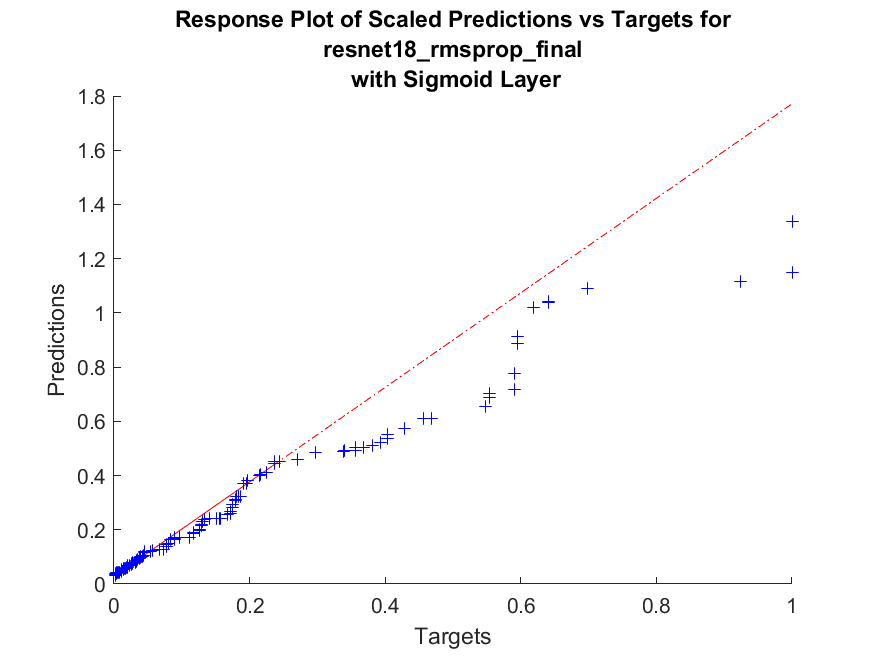 Response Plot of Scaled Predictions vs Targets for
resnet18_rmsprop_final
with Sigmoid Layer
1.8
1.6
1.4
1.2
1
0.8
0.6
0.4
0.2
0
Predictions
0 0.2 0.4 0.6 0.8 1
Targets